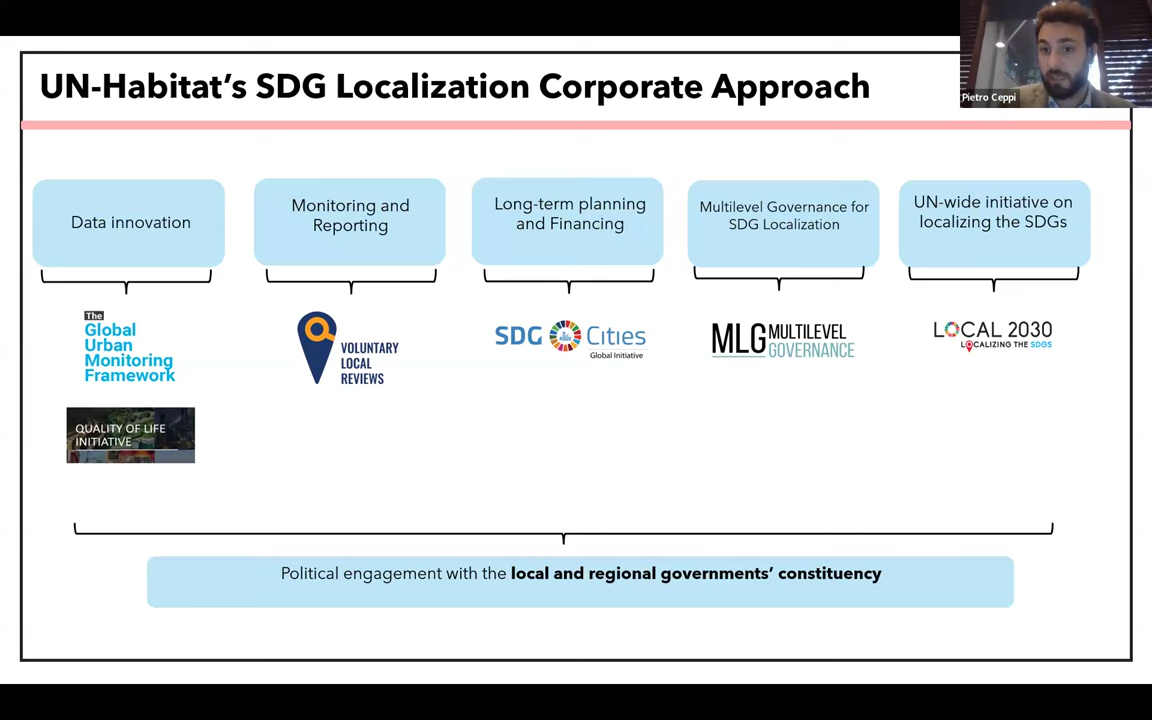 UN-Habitat’s SDG Localization Corporate Approach
Pietro Ceppi
Data innovation
Monitoring and
Reporting
Long-term planning
and Financing
Multilevel Governance for
SDG Localization
UN-wide initiative on
localizing the SDGs
The
Global
Urban
Monitoring
Framework
QUALITY OF LIFE
INITIATIVE
VOLUNTARY
LOCAL
REVIEWS
SDG Cities
Global Initiative
MLG MULTILEVEL
GOVERNANCE
LOCAL 2030
LOCALIZING THE SDGS
Political engagement with the local and regional governments’ constituency